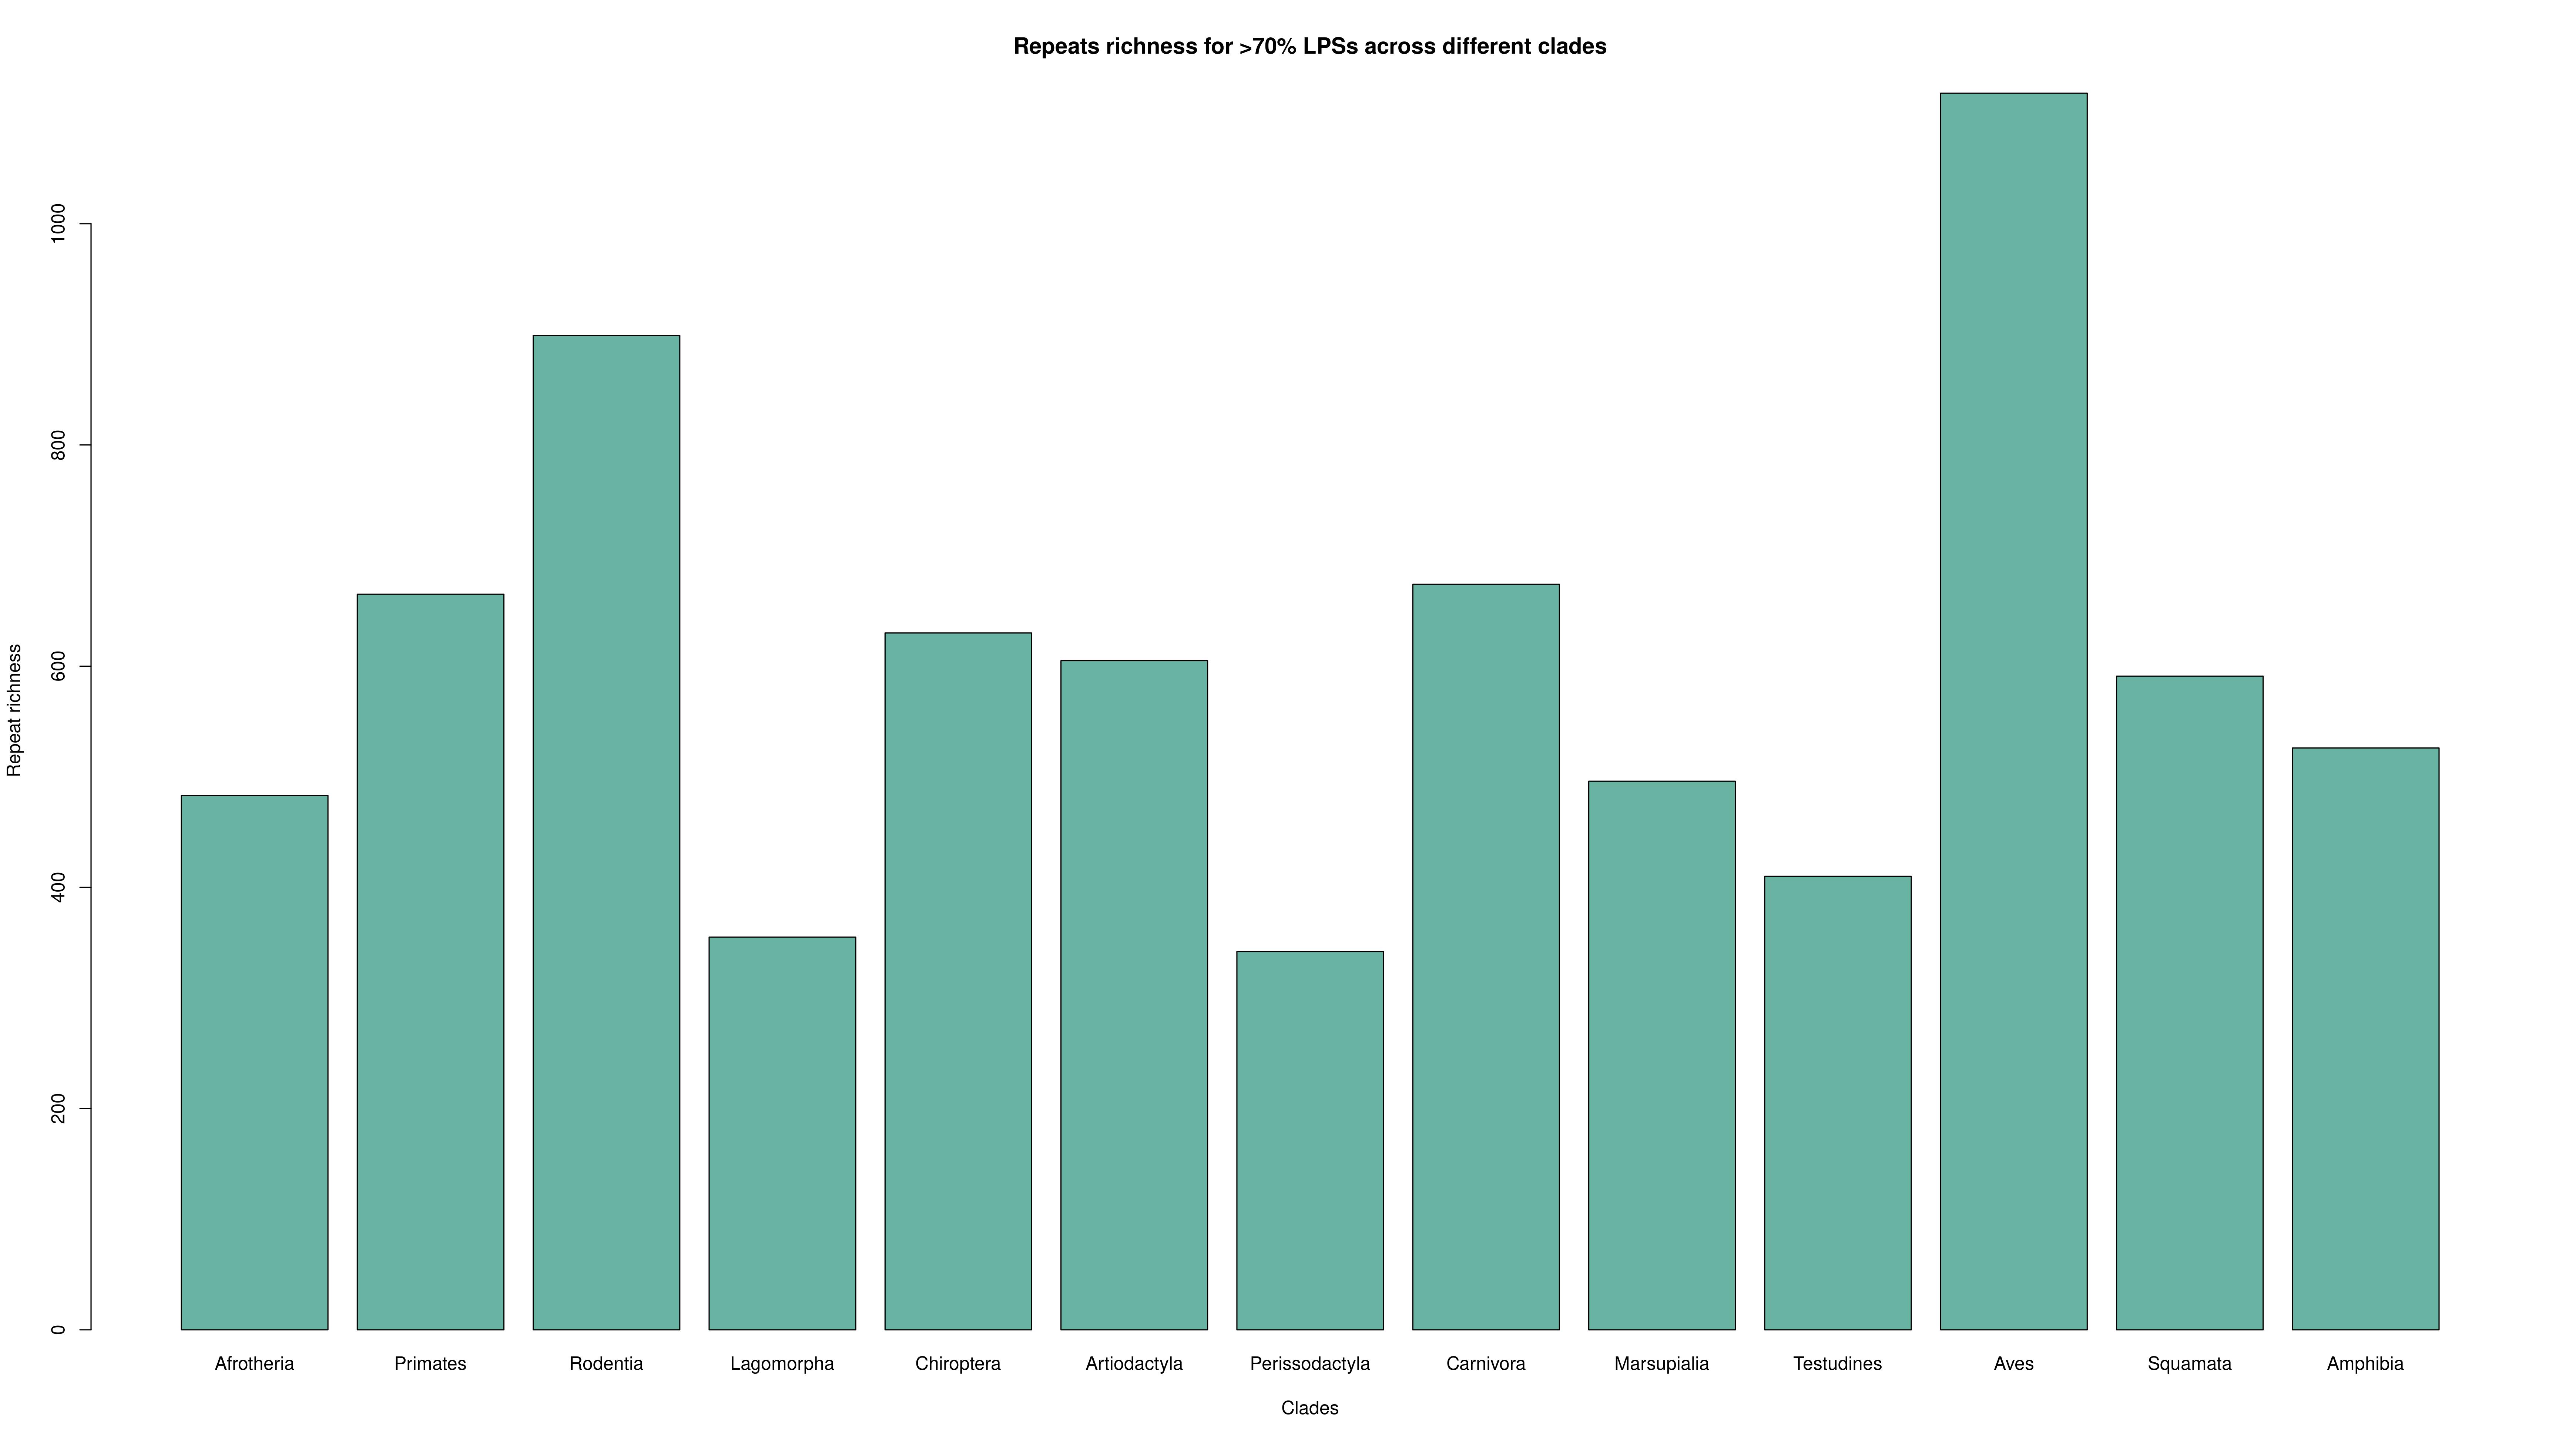 Repeats richness for >70% LPSs across different clades
Repeat richness
1000
800
600
400
200
0
Afrotheria Primates Rodentia Lagomorpha Chiroptera Artiodactyla Perissodactyla Carnivora Marsupialia Testudines Aves Squamata Amphibia
Clades